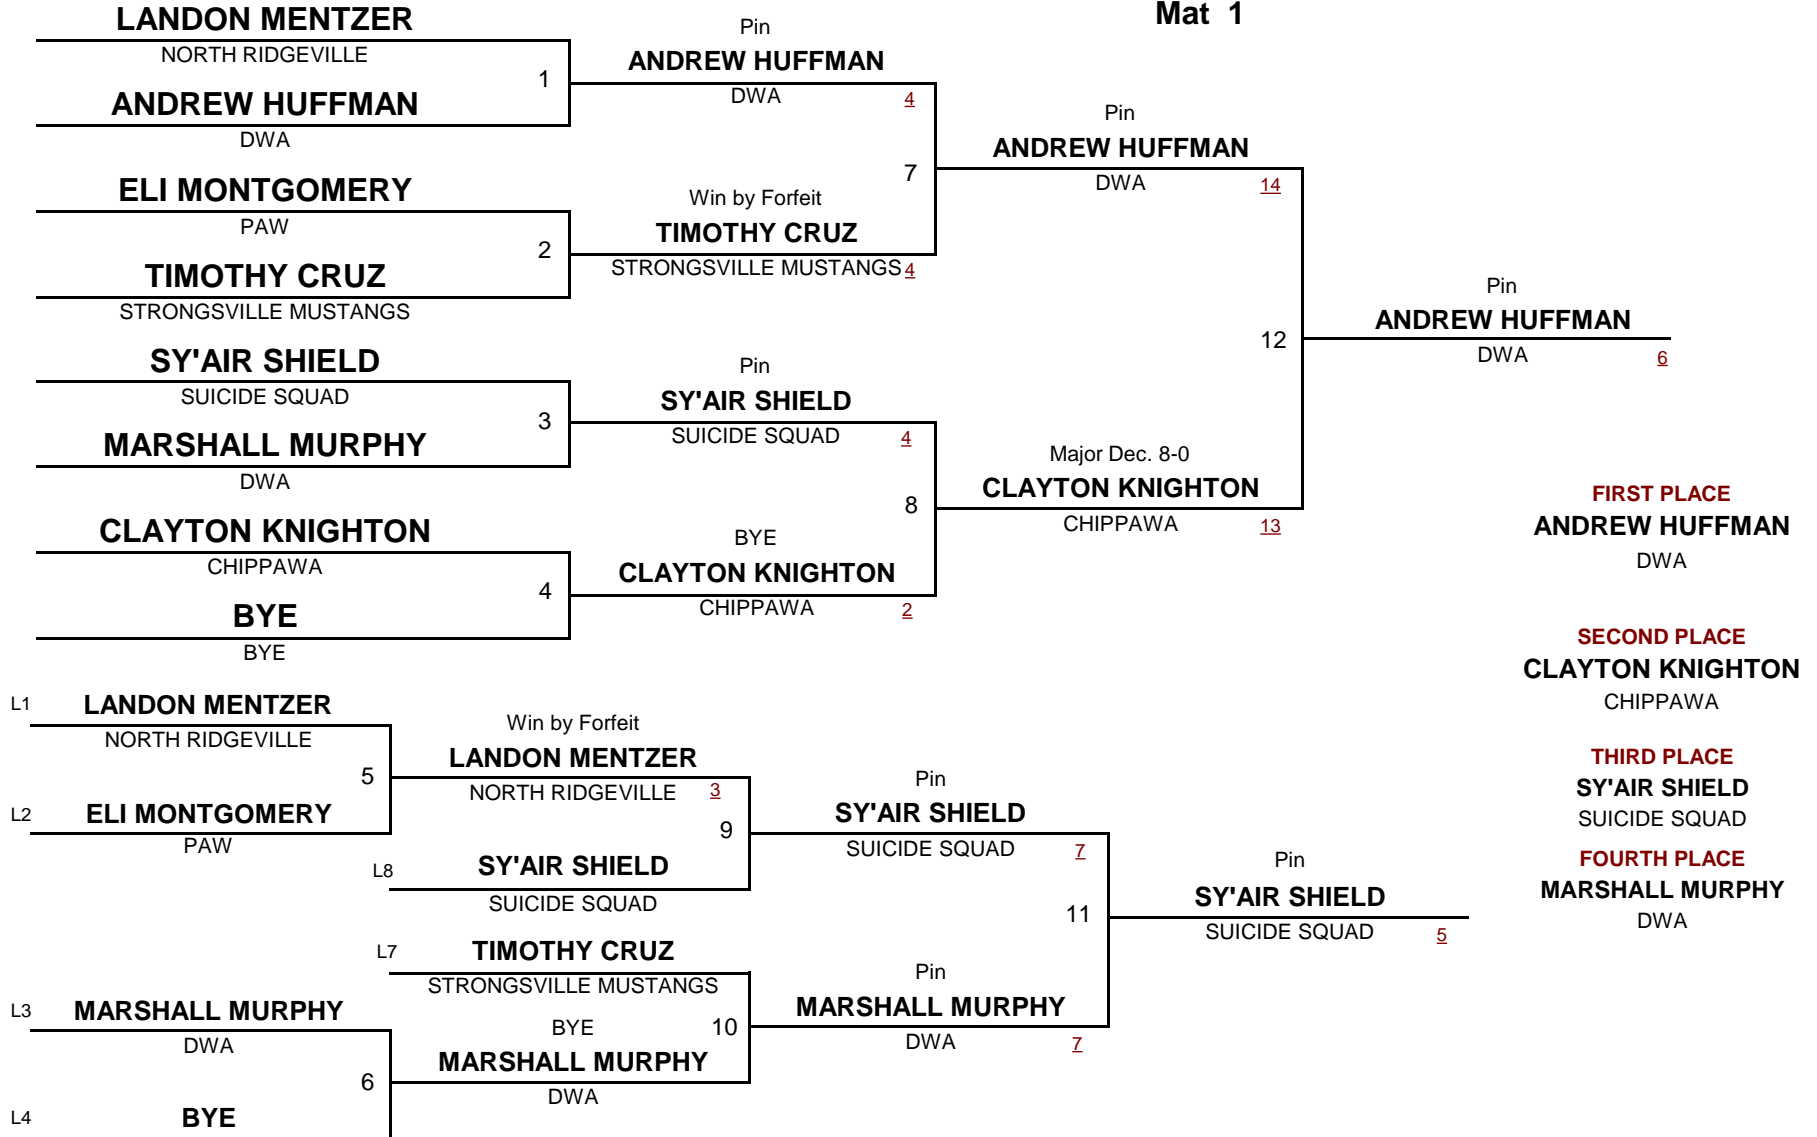 Mat 1
LANDON MENTZER
NORTH RIDGEVILLE
1
ANDREW HUFFMAN
DWA
ELI MONTGOMERY
PAW
2
TIMOTHY CRUZ
STRONGSVILLE MUSTANGS
SY'AIR SHIELD
SUICIDE SQUAD
3
MARSHALL MURPHY
DWA
CLAYTON KNIGHTON
CHIPPAWA
4
BYE
BYE
Pin
ANDREW HUFFMAN
DWA 4
7
Win by Forfeit
TIMOTHY CRUZ
STRONGSVILLE MUSTANGS 4
Pin
SY'AIR SHIELD
SUICIDE SQUAD 4
8
BYE
CLAYTON KNIGHTON
CHIPPAWA 2
Pin
ANDREW HUFFMAN
DWA 14
12
Major Dec. 8-0
CLAYTON KNIGHTON
CHIPPAWA 13
Pin
ANDREW HUFFMAN
DWA 6
FIRST PLACE
ANDREW HUFFMAN
DWA
SECOND PLACE
CLAYTON KNIGHTON
CHIPPAWA
THIRD PLACE
SY'AIR SHIELD
SUICIDE SQUAD
FOURTH PLACE
MARSHALL MURPHY
DWA
L1 LANDON MENTZER
NORTH RIDGEVILLE
5
L2 ELI MONTGOMERY
PAW
Win by Forfeit
LANDON MENTZER
NORTH RIDGEVILLE 3
9
L8 SY'AIR SHIELD
SUICIDE SQUAD
L7 TIMOTHY CRUZ
STRONGSVILLE MUSTANGS
L3 MARSHALL MURPHY
DWA
6
L4 BYE
BYE 10
MARSHALL MURPHY
DWA
Pin
SY'AIR SHIELD
SUICIDE SQUAD 7
11
Pin
MARSHALL MURPHY
DWA 7
Pin
SY'AIR SHIELD
SUICIDE SQUAD 5